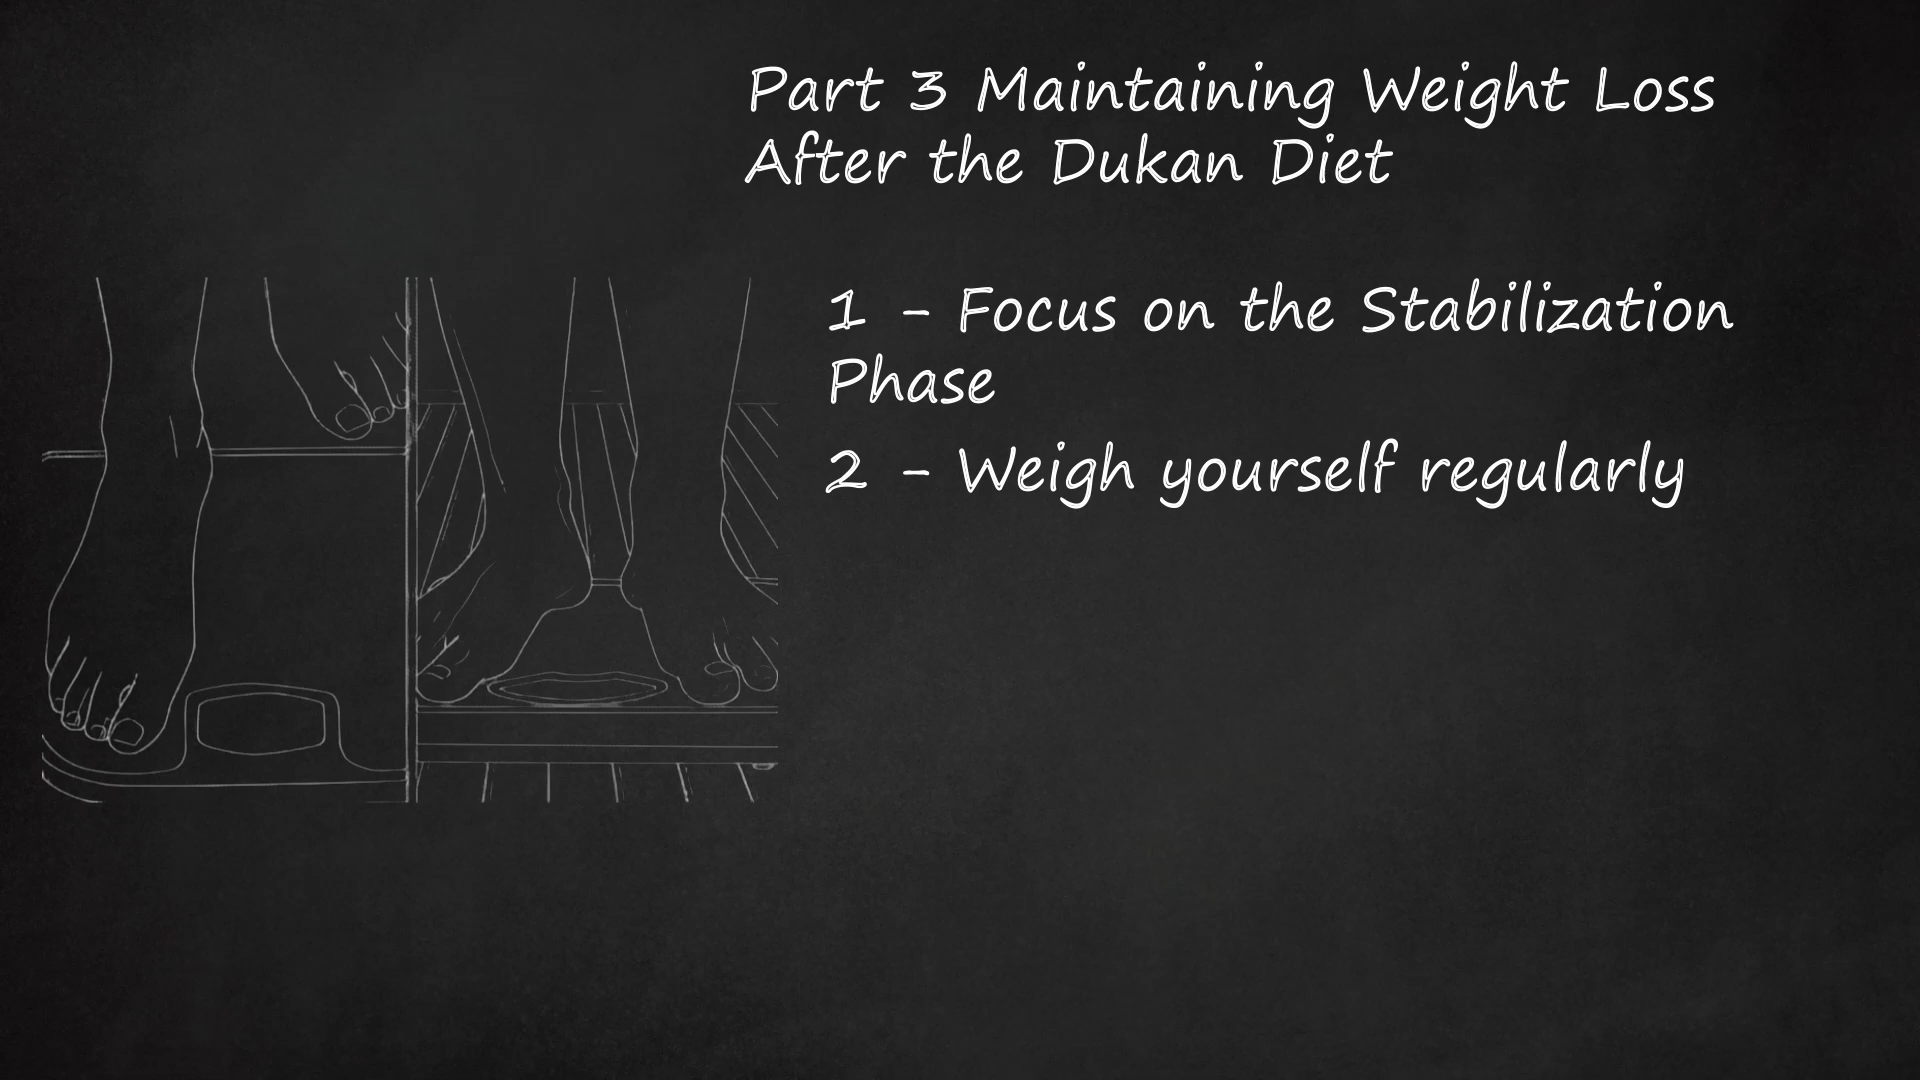 Part 3 Maintaining Weight Loss
After the Dukan Diet
1 - Focus on the Stabilization
Phase
2 - Weigh yourself regularly